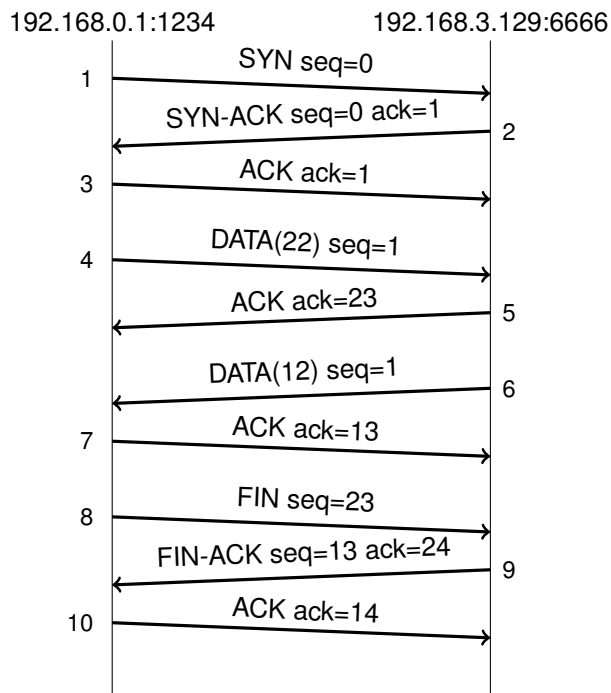 192.168.0.1:1234 192.168.3.129:6666
1 SYN seq=0
SYN-ACK seq=0 ack=1 2
3 ACK ack=1
4 DATA(22) seq=1
ACK ack=23 5
DATA(12) seq=1 6
7 ACK ack=13
8 FIN seq=23
FIN-ACK seq=13 ack=24 9
10 ACK ack=14